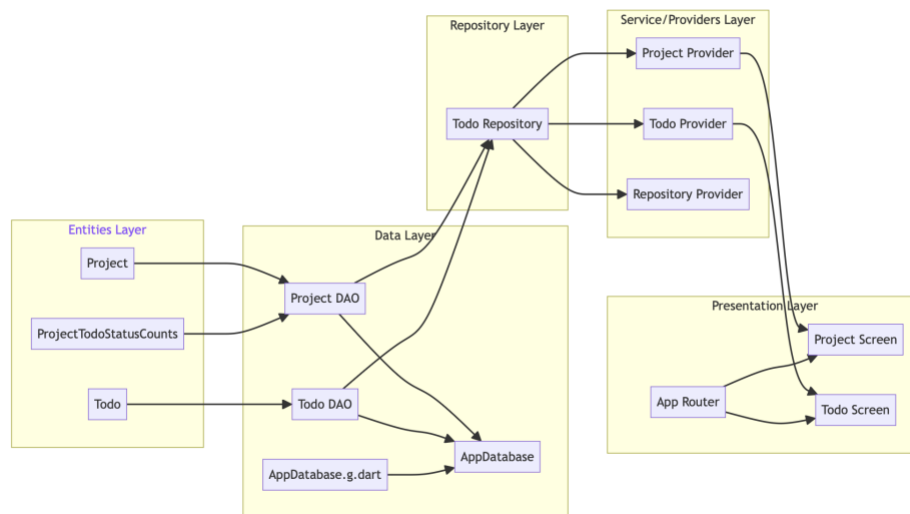 Repository Layer
Todo Repository
Service/Providers Layer
Project Provider
Todo Provider
Repository Provider
Entities Layer
Project
ProjectTodoStatusCounts
Todo
Data Layer
Project DAO
Todo DAO
AppDatabase
AppDatabase.g.dart
Presentation Layer
Project Screen
App Router
Todo Screen